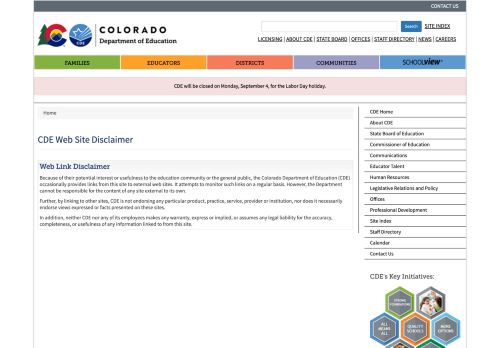 CONTACT US
COLORADO
Department of Education
CDE
Search
SITE INDEX
LICENSING | ABOUT CDE | STATE BOARD | OFFICES | STAFF DIRECTORY | NEWS | CAREERS
FAMILIES
EDUCATORS
DISTRICTS
COMMUNITIES
SCHOOLVIEW
CDE will be closed on Monday, September 4, for the Labor Day holiday.
Home
CDE Web Site Disclaimer
Web Link Disclaimer
Because of their potential interest or usefulness to the education community or the general public, the Colorado Department of Education (CDE)
occasionally provides links from this site to external web sites. It attempts to monitor such links on a regular basis. However, the Department
cannot be responsible for the content of any site external to its own.
Further, by linking to other sites, CDE is not endorsing any particular product, practice, service, provider or institution, nor does it necessarily
endorse views expressed or facts presented on these sites.
In addition, neither CDE nor any of its employees makes any warranty, express or implied, or assumes any legal liability for the accuracy,
completeness, or usefulness of any information linked to from this site.
CDE Home
About CDE
State Board of Education
Commissioner of Education
Communications
Educator Talent
Human Resources
Legislative Relations and Policy
Offices
Professional Development
Site Index
Staff Directory
Calendar
Contact Us
CDE's Key Initiatives:
STRONG
FOUNDATIONS
ALL
MEANS
ALL
QUALITY
SCHOOLS
MORE
OPTIONS